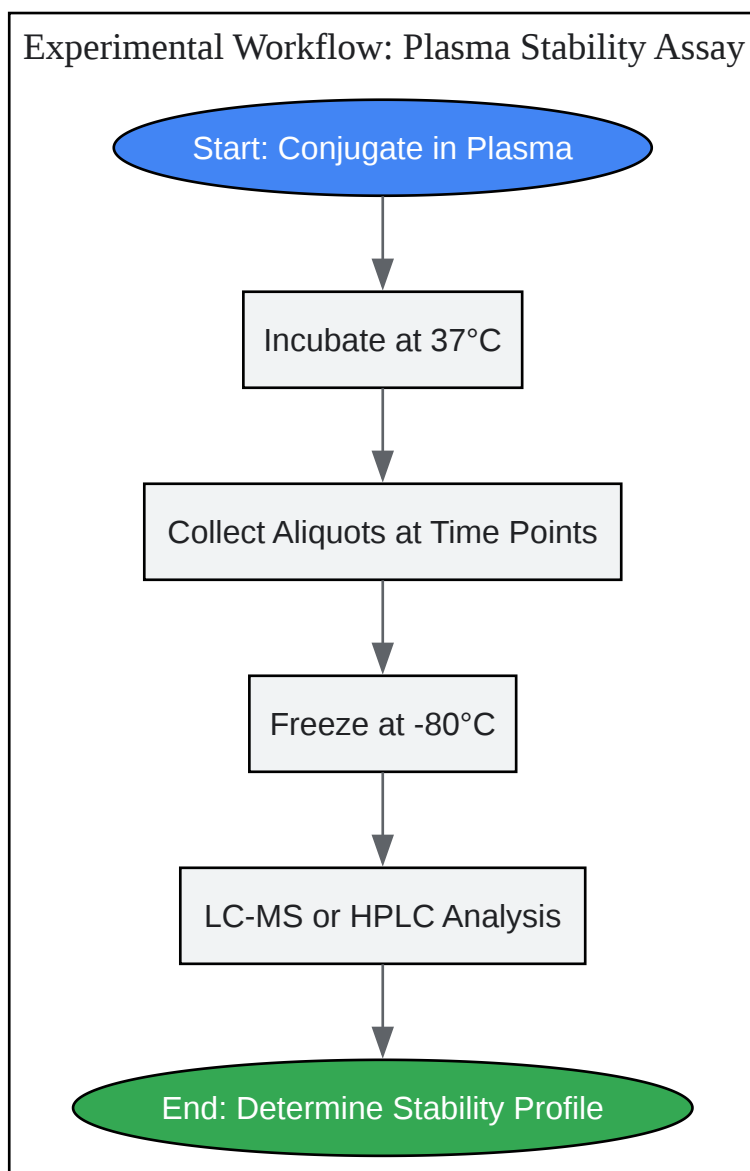 Experimental Workflow: Plasma Stability Assay
Start: Conjugate in Plasma
Incubate at 37°C
Collect Aliquots at Time Points
Freeze at -80°C
LC-MS or HPLC Analysis
End: Determine Stability Profile